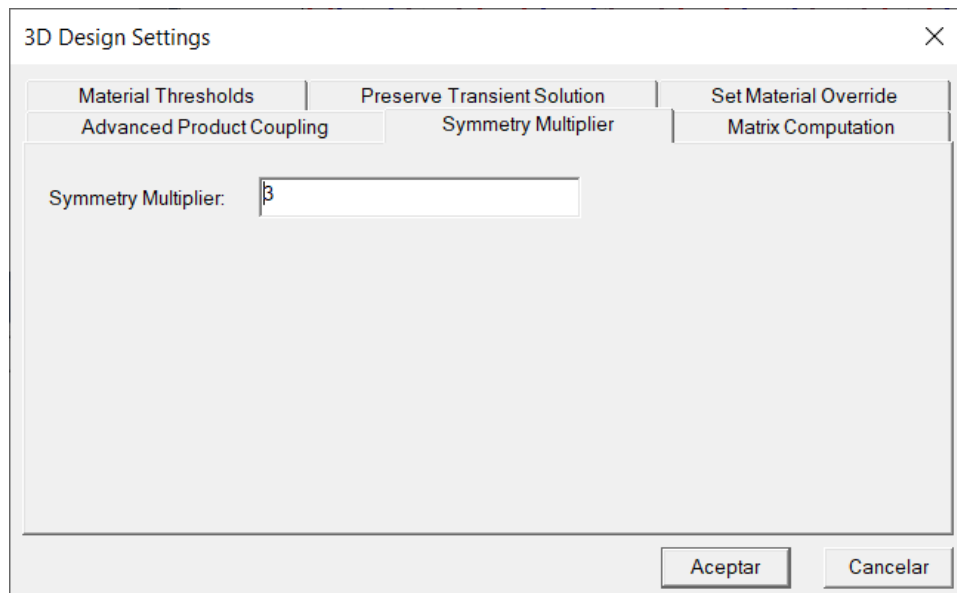 3D Design Settings
Material Thresholds Preserve Transient Solution Set Material Override
Advanced Product Coupling Symmetry Multiplier Matrix Computation
Symmetry Multiplier: 3
Aceptar Cancelar